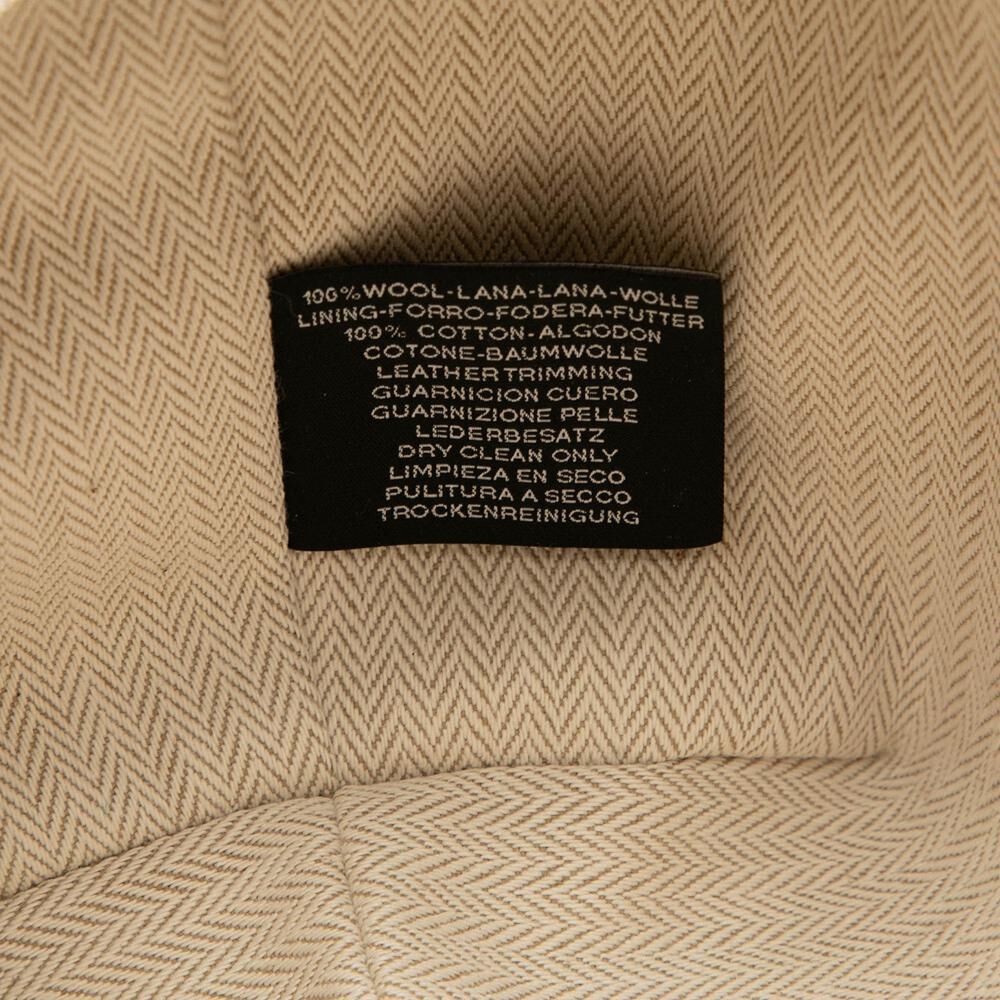 100%WOOL-LANA-LANA-WOLLE
LINING-FORRO-FODERA-FUTTER
100% COTTON-ALGODON
COTONE-BAUMWOLLE
LEATHER TRIMMING
GUARNICION CUERO
GUARNIZIONE PELLE
LEDERBESATZ
DRY CLEAN ONLY
LIMPIEZA EN SECO
PULITURA A SECCO
TROCKENREINIGUNG